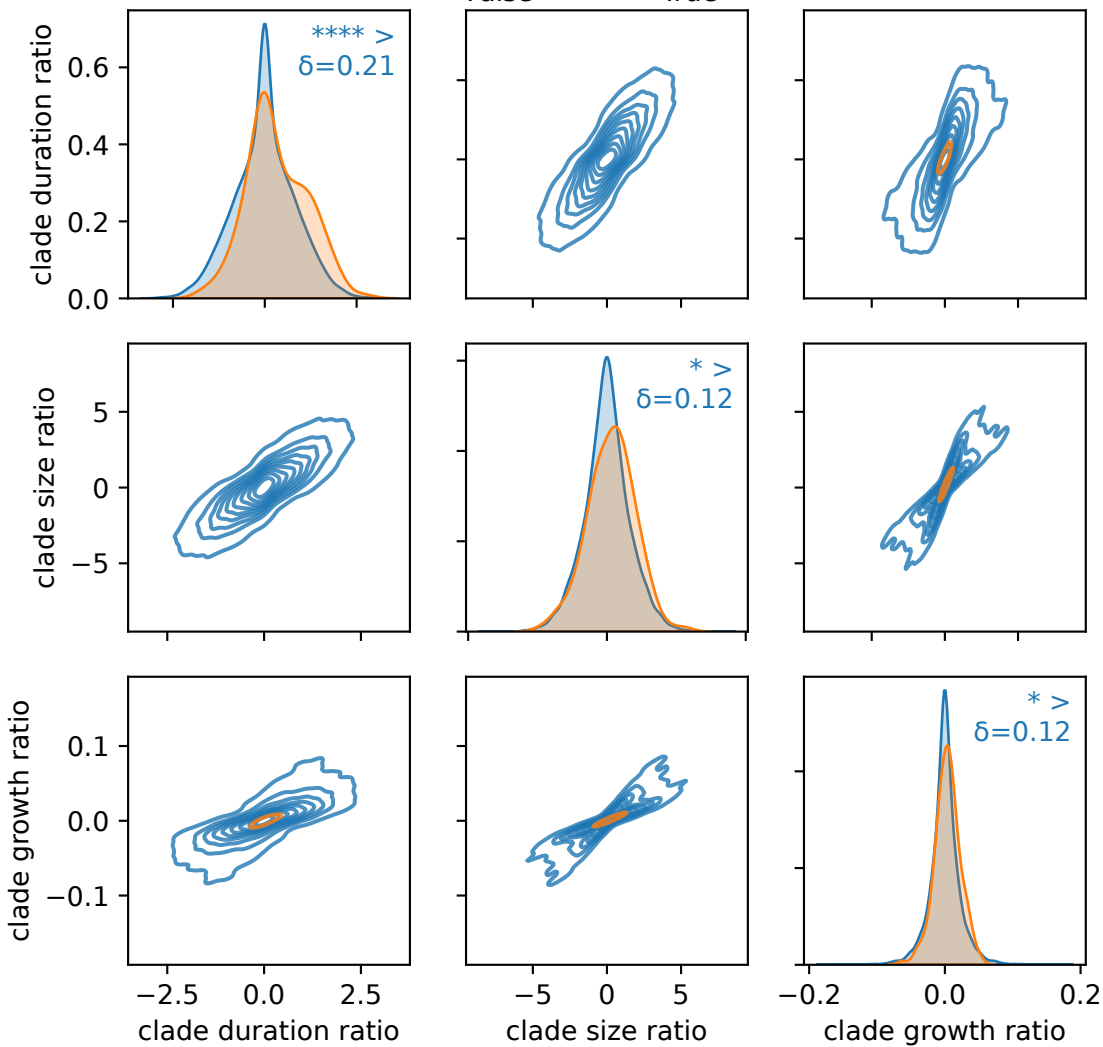 **** >
δ=0.21
clade duration ratio
0.6
0.4
0.2
0.0
* >
δ=0.12
clade size ratio
5
0
−5
* >
δ=0.12
clade growth ratio
0.1
0.0
−0.1
−2.5 0.0 2.5
−5 0 5
−0.2 0.0 0.2
clade duration ratio
clade size ratio
clade growth ratio